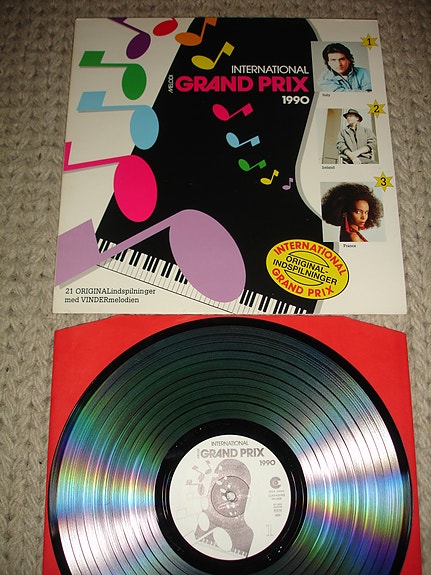 INTERNATIONAL
MELODI
GRAND PRIX
1990
1
Italy
2
Ireland
3
France
INTERNATIONAL
ORIGINAL-
INDSPILNINGER
GRAND PRIX
21 ORIGINALindspilninger
med VINDERmelodien
INTERNATIONAL
GRAND PRIX
1990
1